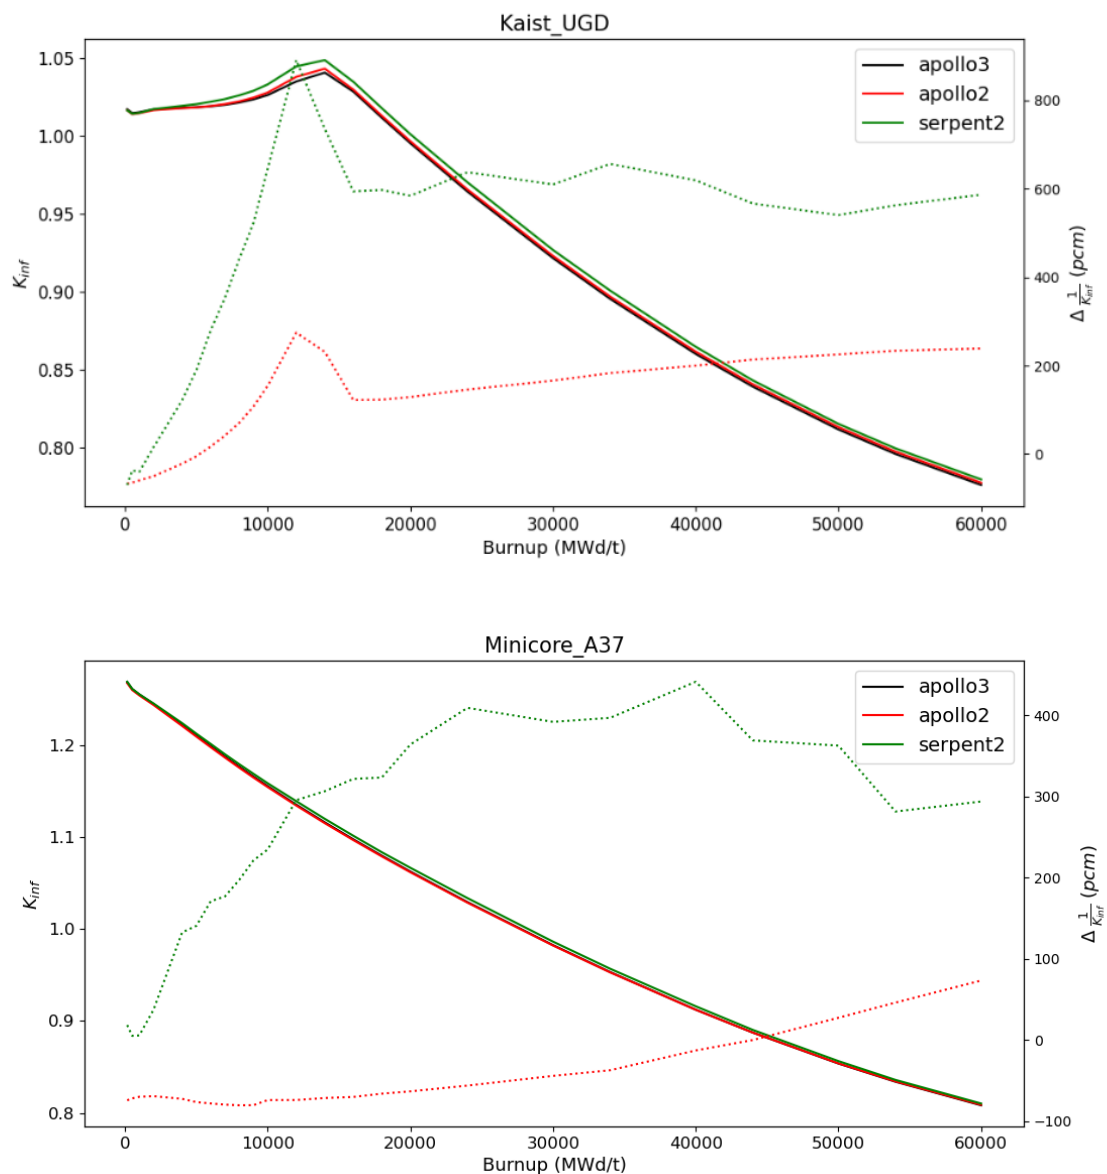 Kaist_UGD
apollo3
apollo2
serpent2
1.05
1.00
0.95
0.90
0.85
0.80
K_inf
800
600
400
200
0
Δ 1/K_inf (pcm)
0 10000 20000 30000 40000 50000 60000
Burnup (MWd/t)
Minicore_A37
apollo3
apollo2
serpent2
1.2
1.1
1.0
0.9
0.8
K_inf
400
300
200
100
0
−100
Δ 1/K_inf (pcm)
0 10000 20000 30000 40000 50000 60000
Burnup (MWd/t)